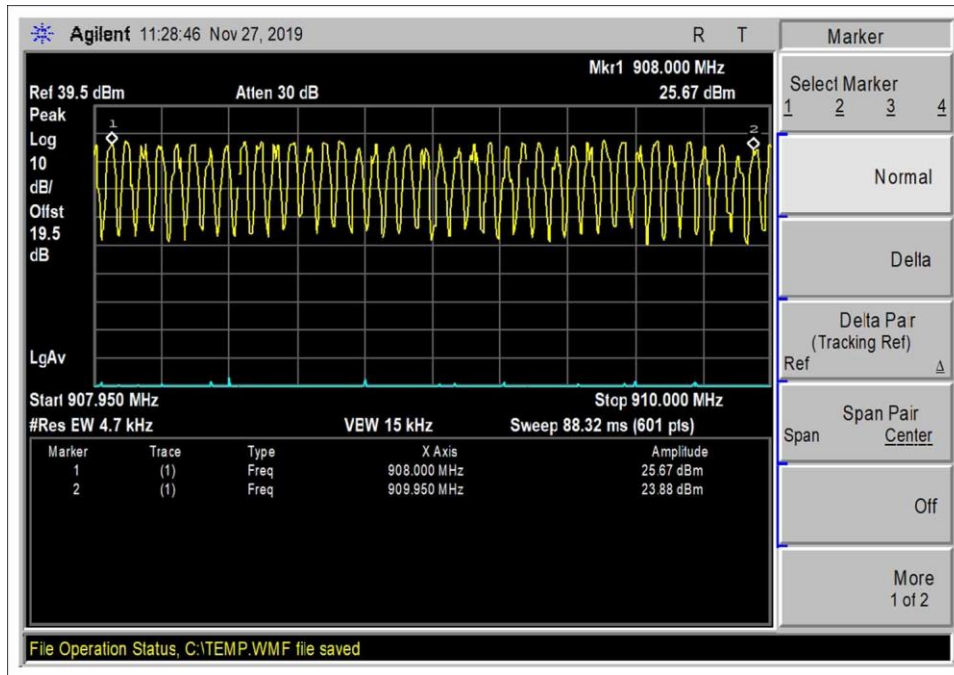 Agilent 11:28:46 Nov 27, 2019 R T
Mkr1 908.000 MHz
Ref 39.5 dBm Atten 30 dB 25.67 dBm
Peak
Log
10
dB/
Offst
19.5
dB
LgAv
1
2
Start 907.950 MHz Stop 910.000 MHz
#Res EW 4.7 kHz VBW 15 kHz Sweep 88.32 ms (601 pts)
Marker Trace Type X Axis Amplitude
1 (1) Freq 908.000 MHz 25.67 dBm
2 (1) Freq 909.950 MHz 23.88 dBm
File Operation Status, C:\TEMP.WMF file saved
Marker
Select Marker
1 2 3 4
Normal
Delta
Delta Pair
(Tracking Ref)
Ref Δ
Span Pair
Span Center
Off
More
1 of 2